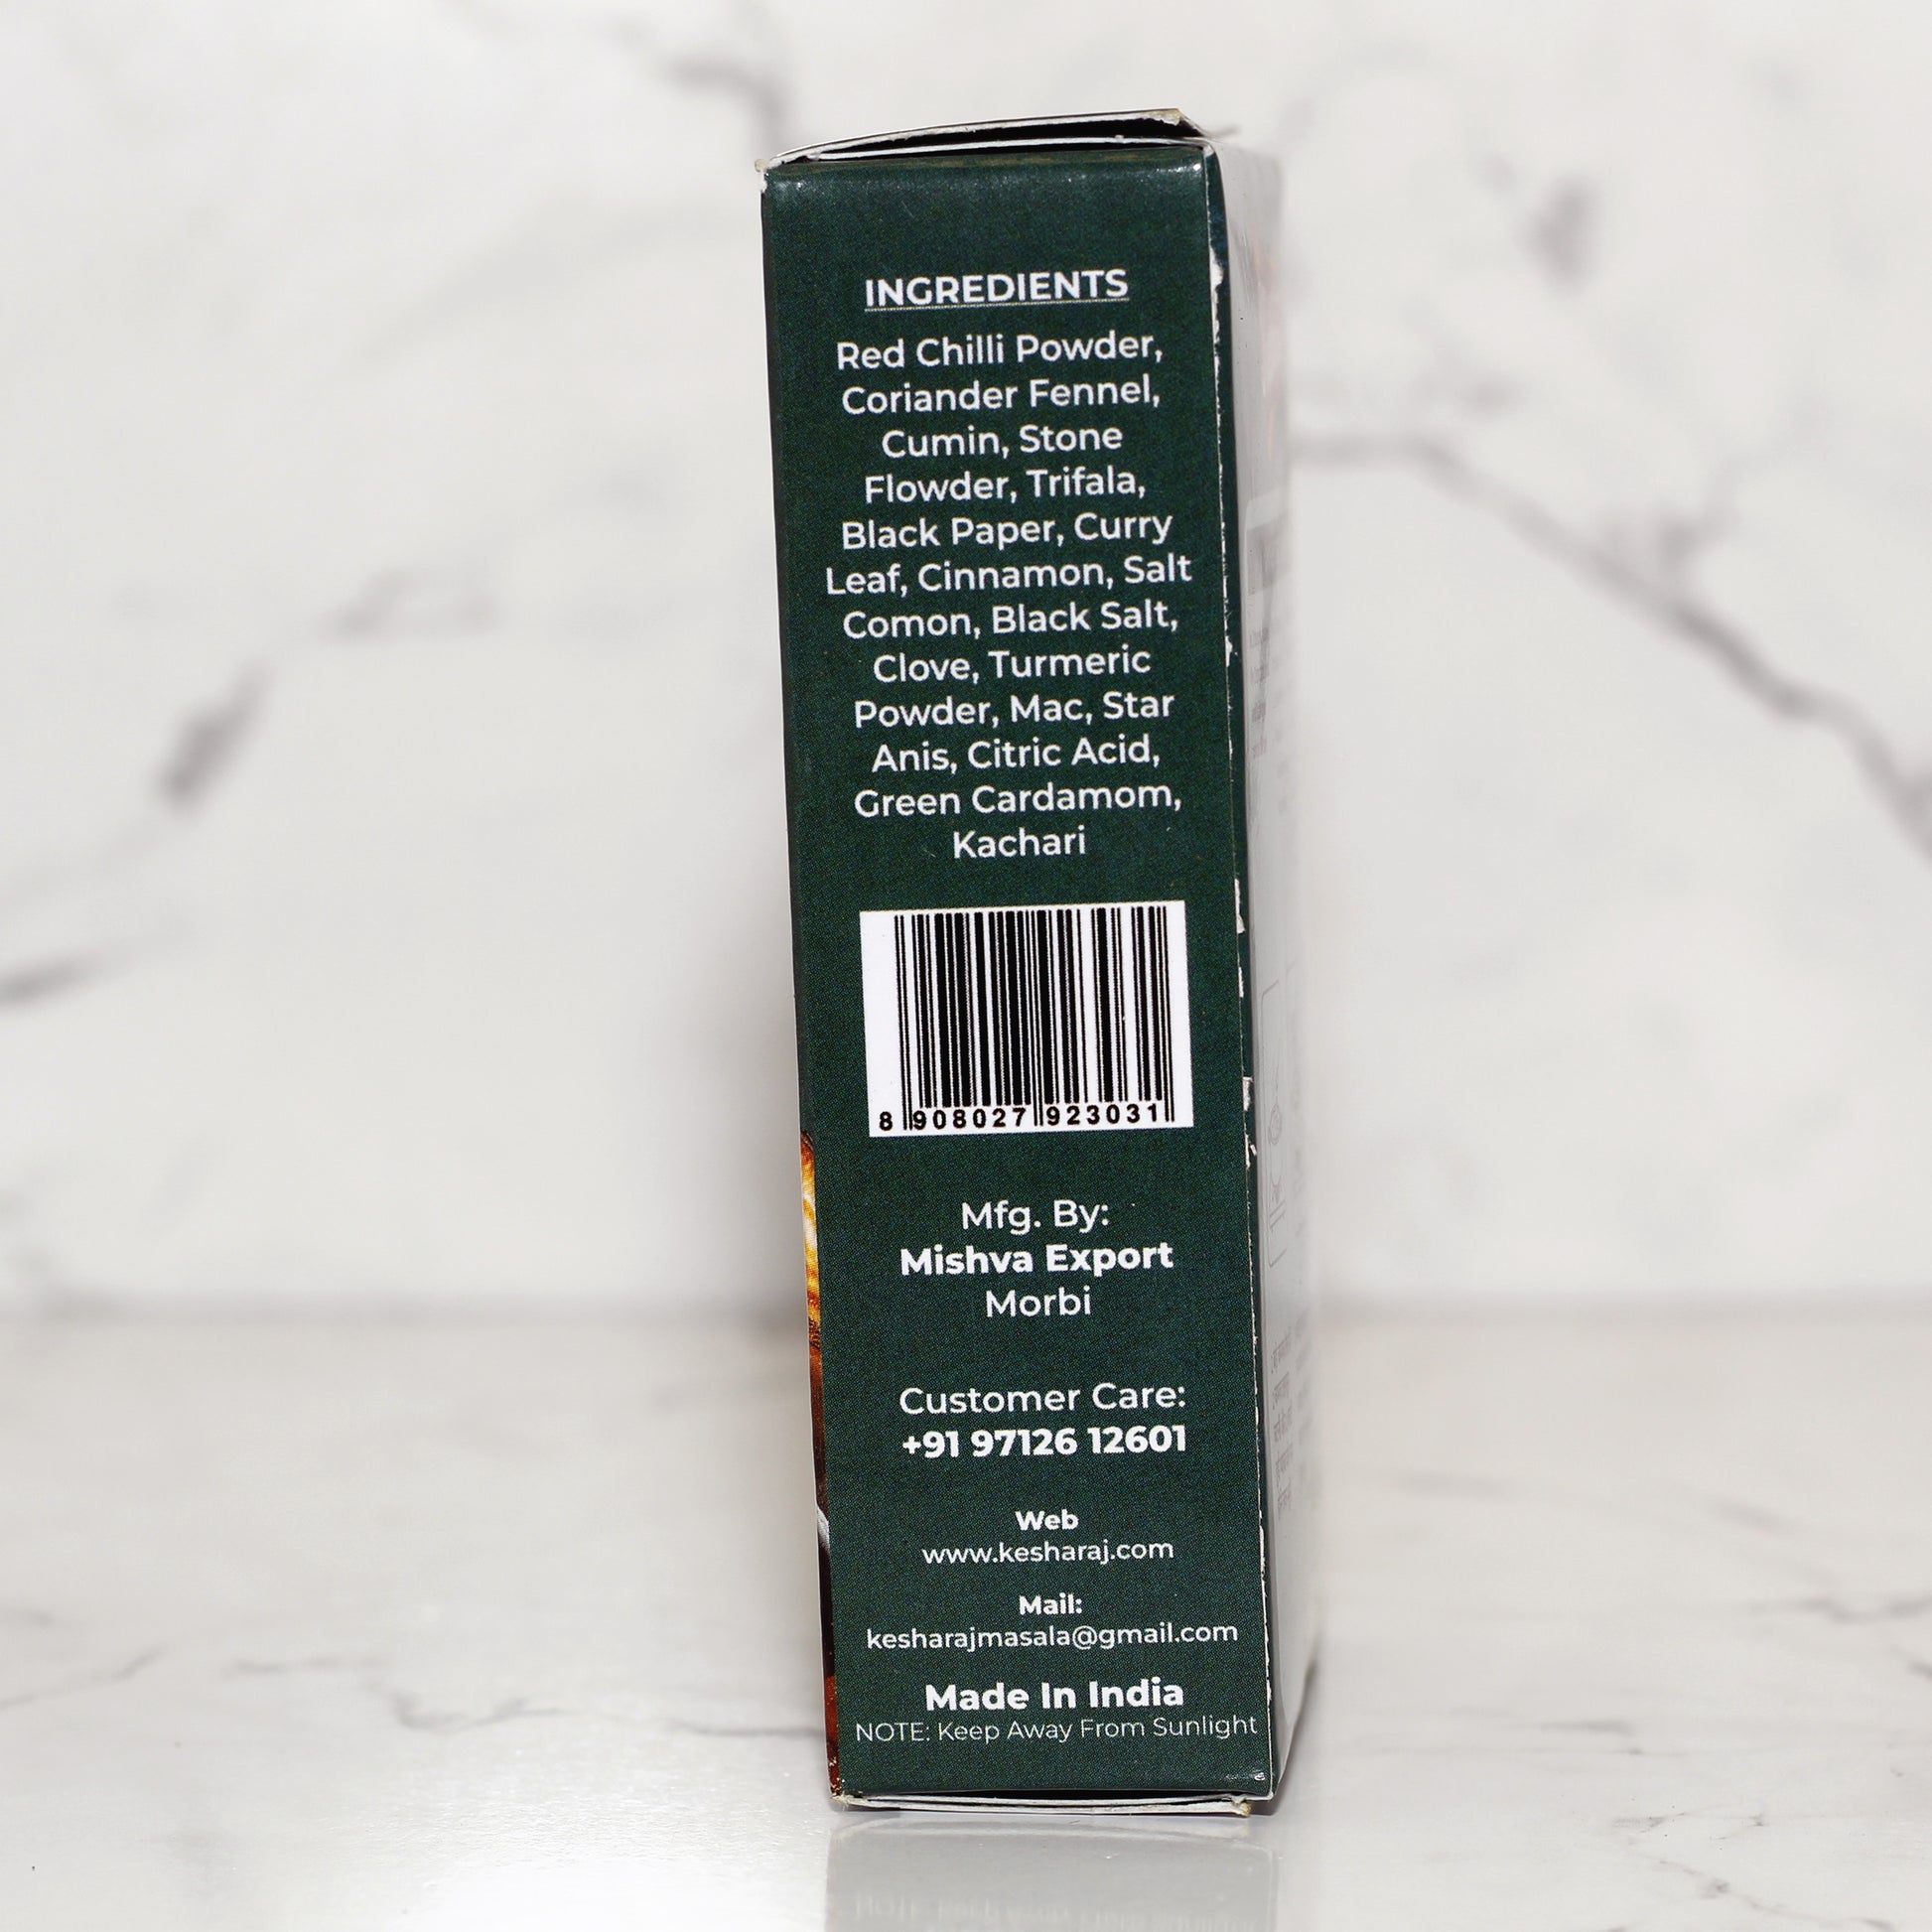 INGREDIENTS
Red Chilli Powder,
Coriander Fennel,
Cumin, Stone
Flowder, Trifala,
Black Paper, Curry
Leaf, Cinnamon, Salt
Comon, Black Salt,
Clove, Turmeric
Powder, Mac, Star
Anis, Citric Acid,
Green Cardamom,
Kachari
8 908027 923031
Mfg. By:
Mishva Export
Morbi
Customer Care:
+91 97126 12601
Web
www.kesharaj.com
Mail:
kesharajmasala@gmail.com
Made In India
NOTE: Keep Away From Sunlight